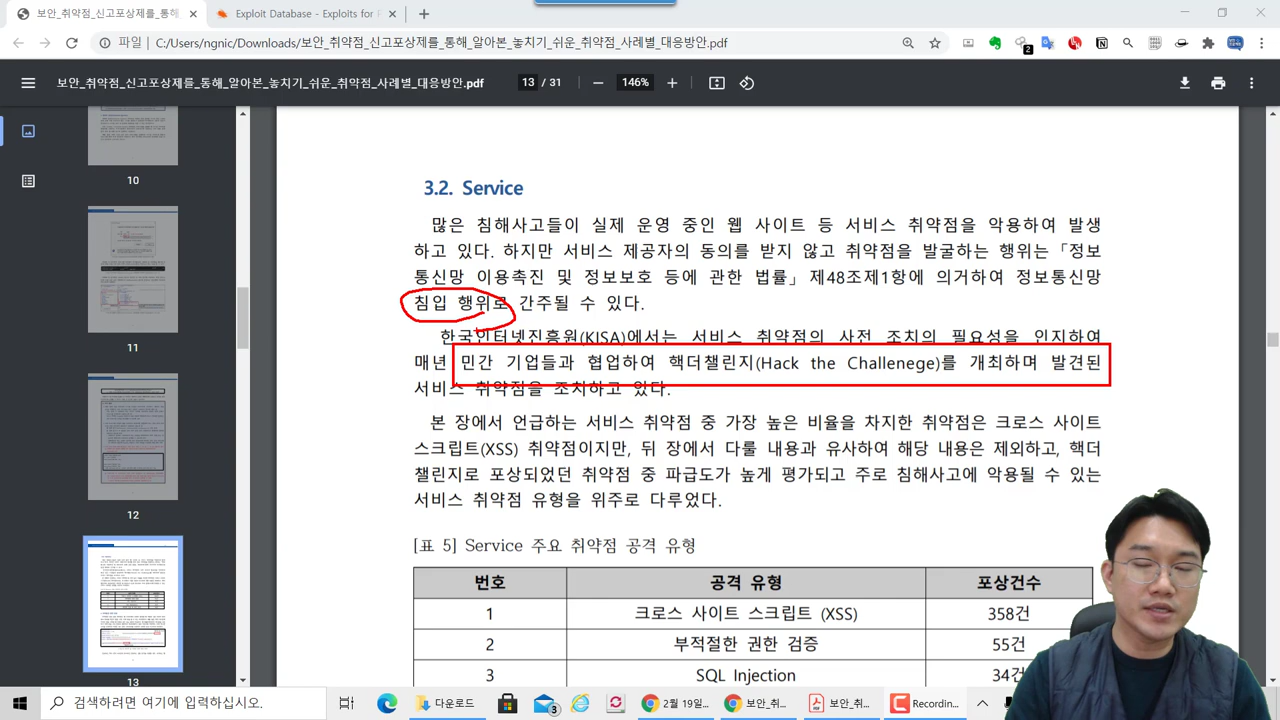 보안_취약점_신고포상제를_통해
Exploit Database - Exploits for P
파일
C:/Users/ngnic/Downloads/보안_취약점_신고포상제를_통해_알아본_놓치기_쉬운_취약점_사례별_대응방안.pdf
2
보안_취약점_신고포상제를_통해_알아본_놓치기_쉬운_취약점_사례별_대응방안.pdf
13 / 31
146%
10
11
12
13
3.2. Service
많은 침해사고들이 실제 운영 중인 웹 사이트 등 서비스 취약점을 악용하여 발생
하고 있다. 하지만 서비스 제공자의 동의를 받지 않고 취약점을 발굴하는 행위는「정보
통신망 이용촉진 및 정보보호 등에 관한 법률」제48조제1항에 의거하여 정보통신망
침입 행위로 간주될 수 있다.
한국인터넷진흥원(KISA)에서는 서비스 취약점의 사전 조치의 필요성을 인지하여
매년 민간 기업들과 협업하여 핵더챌린지(Hack the Challenege)를 개최하며 발견된
서비스 취약점을 조치하고 있다.
본 장에서 언급하는 서비스 취약점 중 가장 높은 비율을 차지한 취약점은 크로스 사이트
스크립트(XSS) 취약점이지만, 뒤 장에서 다룰 내용과 유사하여 해당 내용은 제외하고, 핵더
챌린지로 포상되었던 취약점 중 파급도가 높게 평가되고 주로 침해사고에 악용될 수 있는
서비스 취약점 유형을 위주로 다루었다.
[표 5] Service 주요 취약점 공격 유형
번호 공격 유형 포상건수
1 크로스 사이트 스크립트 (XSS) 358건
2 부적절한 권한 검증 55건
3 SQL Injection 34건
검색하려면 여기에 입력하십시오.
다운로드
3
2월 19일...
보안_취...
보안_취...
Recordin...